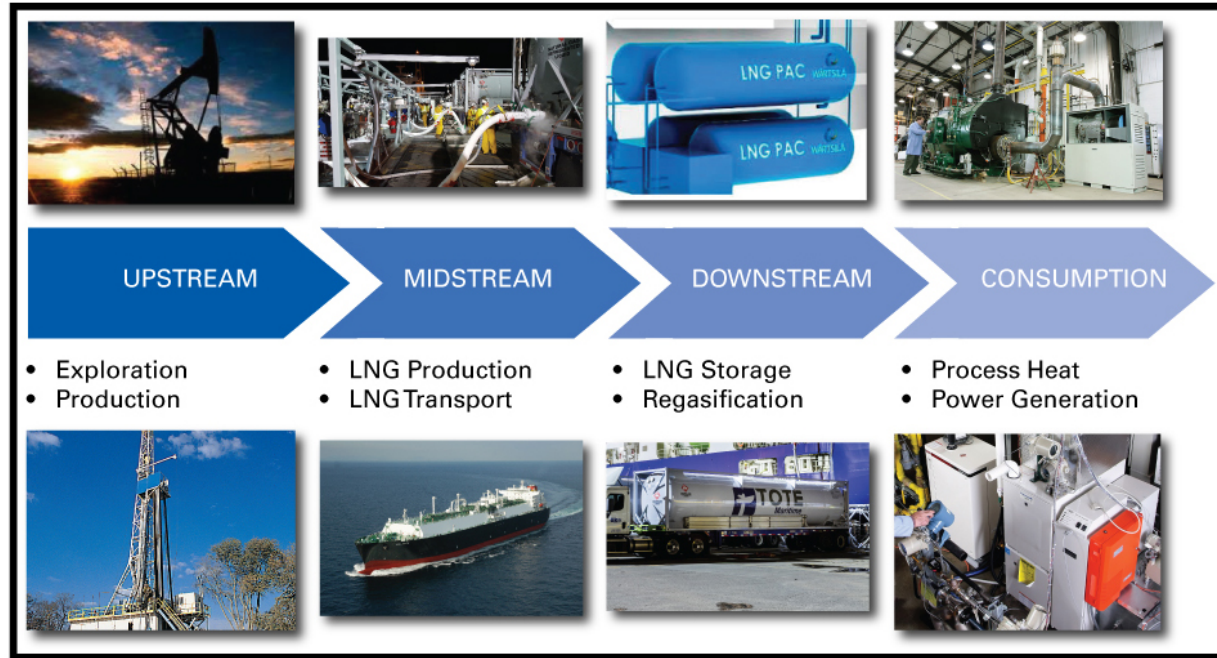 LNG PAC
WÄRTSILÄ
LNG PAC
WÄRTSILÄ
UPSTREAM
MIDSTREAM
DOWNSTREAM
CONSUMPTION
• Exploration
• Production
• LNG Production
• LNG Transport
• LNG Storage
• Regasification
• Process Heat
• Power Generation
TOTE
Maritime